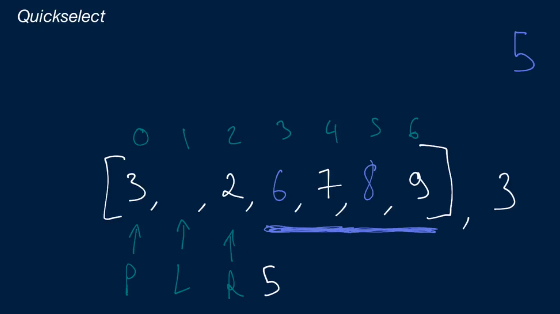 Quickselect
5
0 1 2 3 4 5 6
[3, , 2, 6, 7, 8, 9], 3
P L R 5